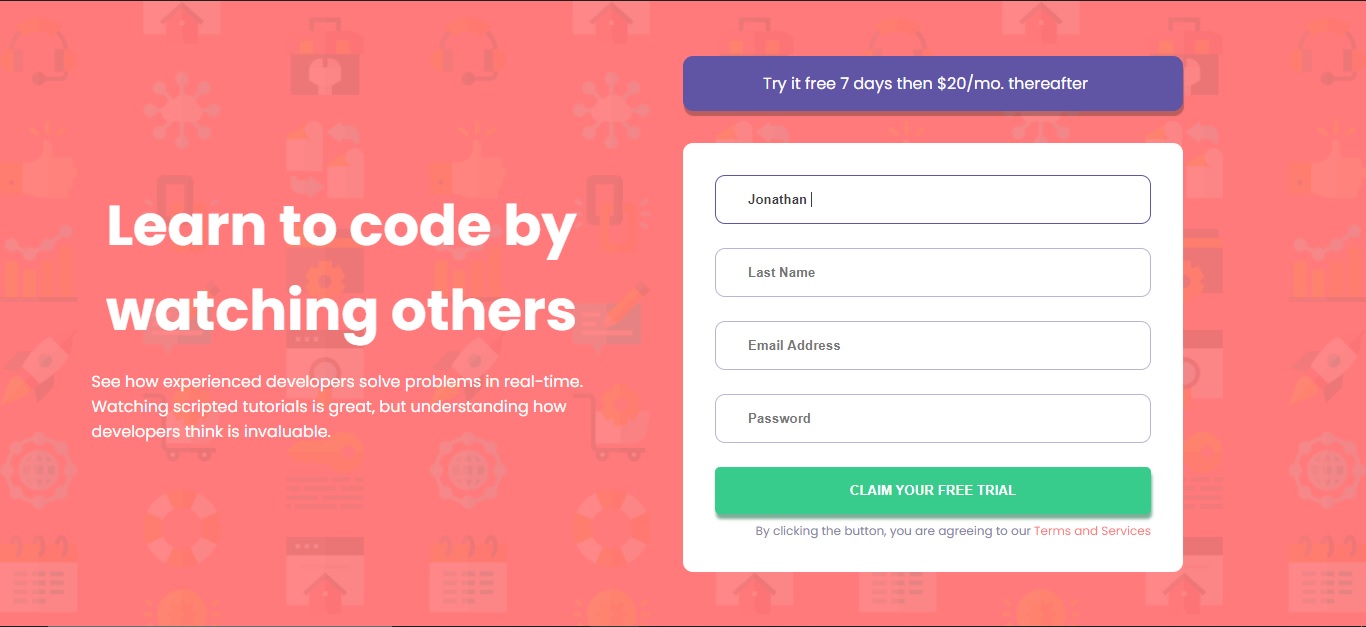 Learn to code by
watching others
See how experienced developers solve problems in real-time.
Watching scripted tutorials is great, but understanding how
developers think is invaluable.
Try it free 7 days then $20/mo. thereafter
Jonathan
Last Name
Email Address
Password
CLAIM YOUR FREE TRIAL
By clicking the button, you are agreeing to our Terms and Services